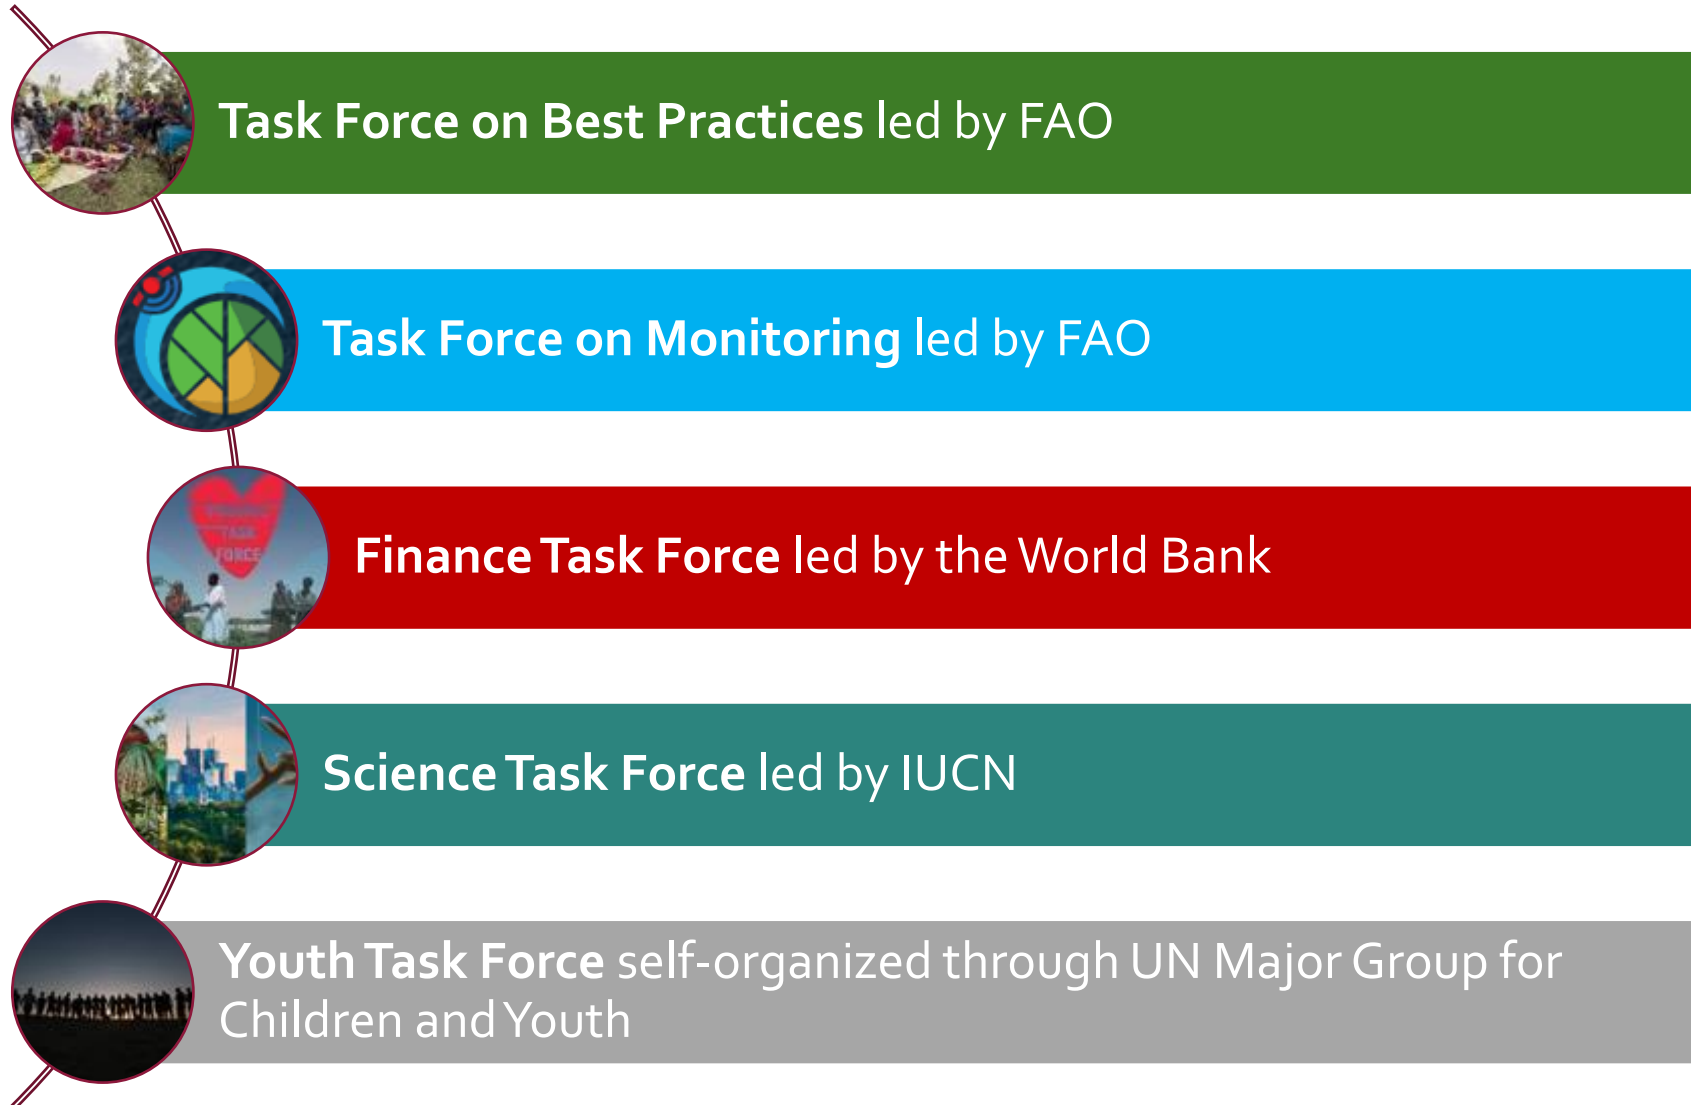 Task Force on Best Practices led by FAO
Task Force on Monitoring led by FAO
TASK
FORCE
Finance Task Force led by the World Bank
Science Task Force led by IUCN
Youth Task Force self-organized through UN Major Group for
Children and Youth